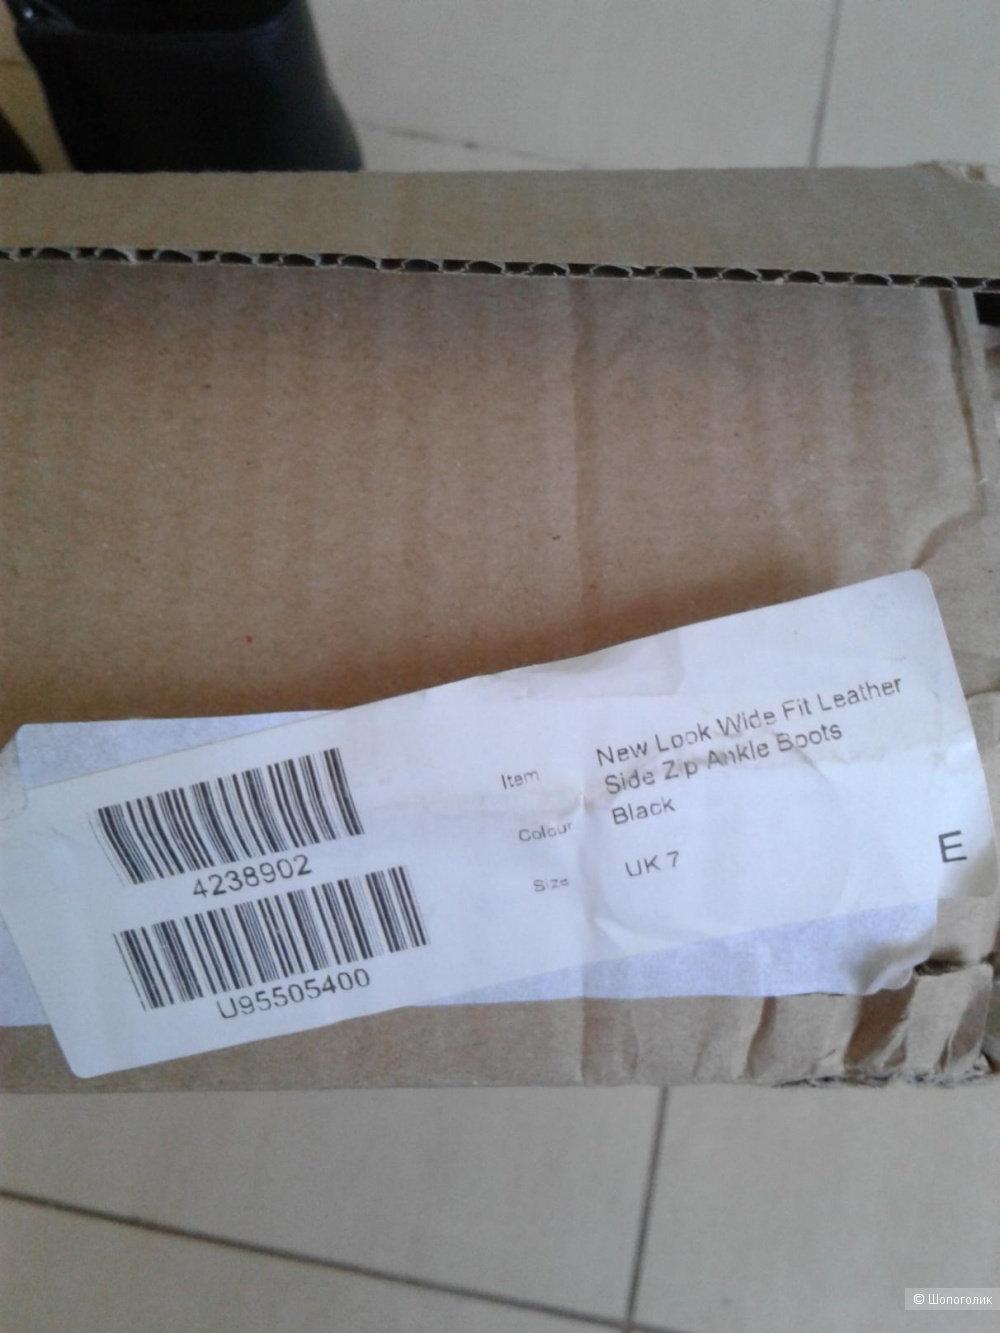 4238902
U95505400
Item
New Look Wide Fit Leather
Side Zip Ankle Boots
Colour
Black
Size
UK 7
E
© Шопоголик